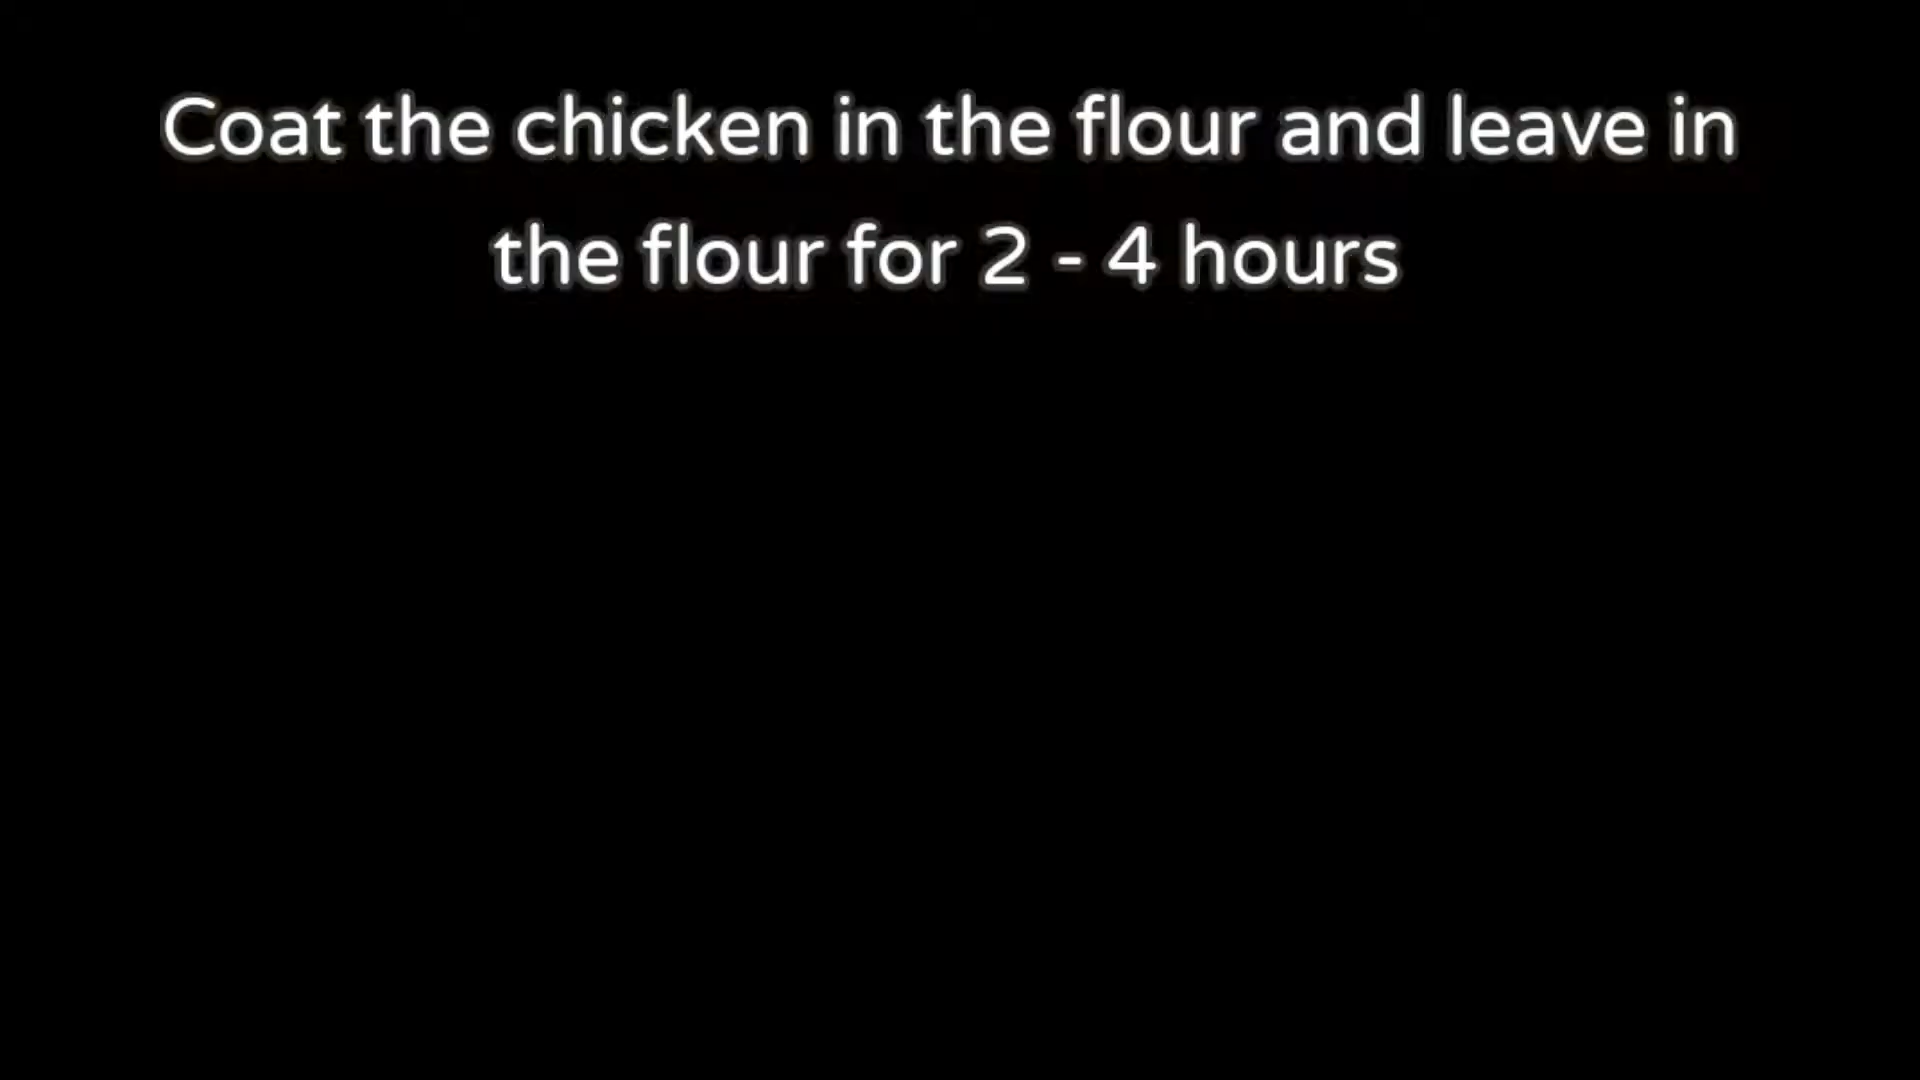 Coat the chicken in the flour and leave in
the flour for 2 - 4 hours